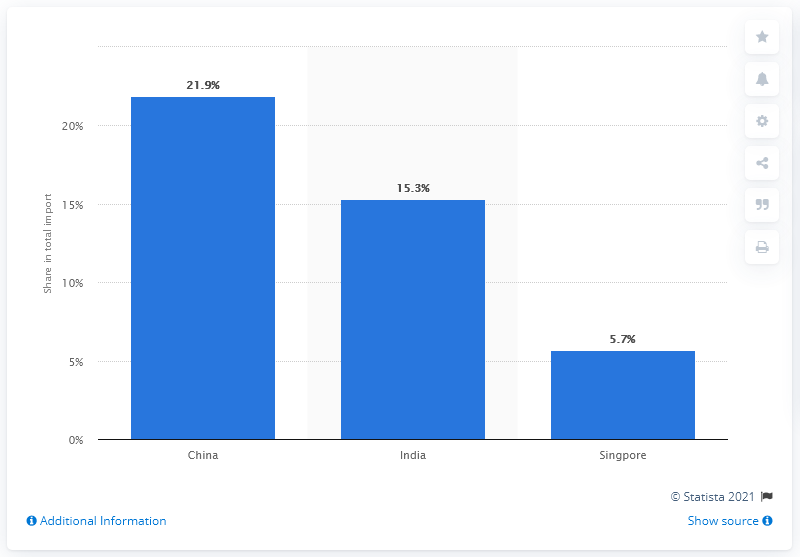 21.9%
15.3%
5.7%
20%
15%
10%
5%
0%
Share in total import
China
India
Singpore
© Statista 2021
Additional Information
Show source